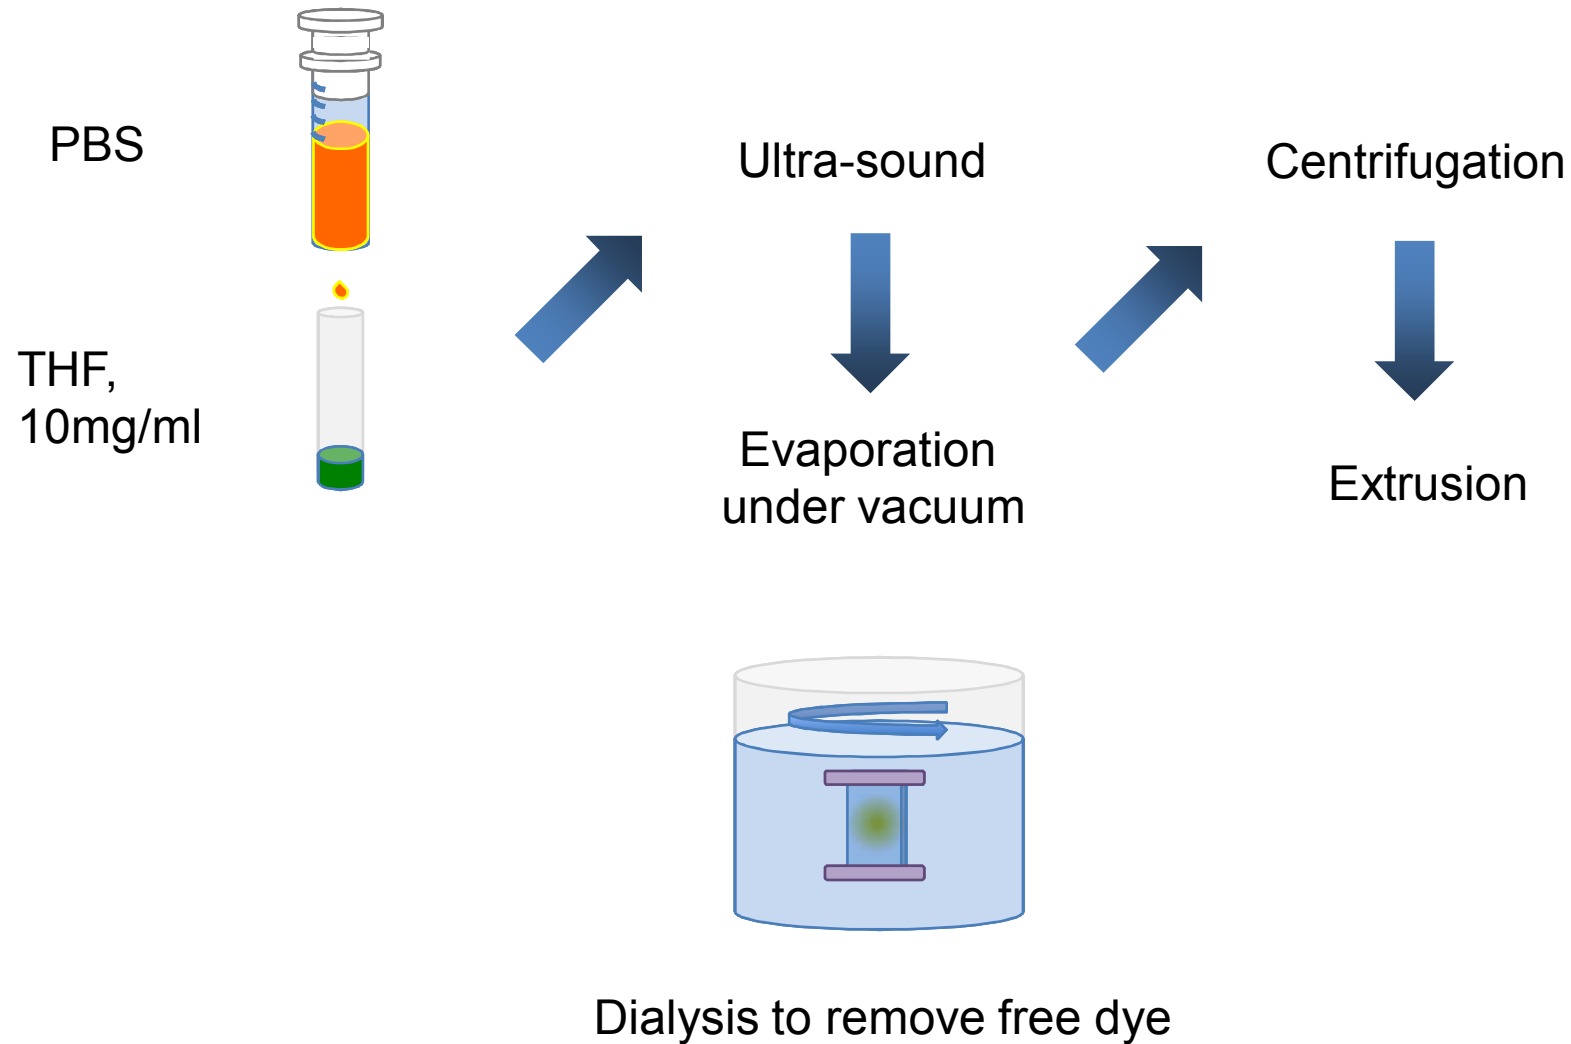 PBS
THF,
10mg/ml
Ultra-sound
Evaporation
under vacuum
Centrifugation
Extrusion
Dialysis to remove free dye